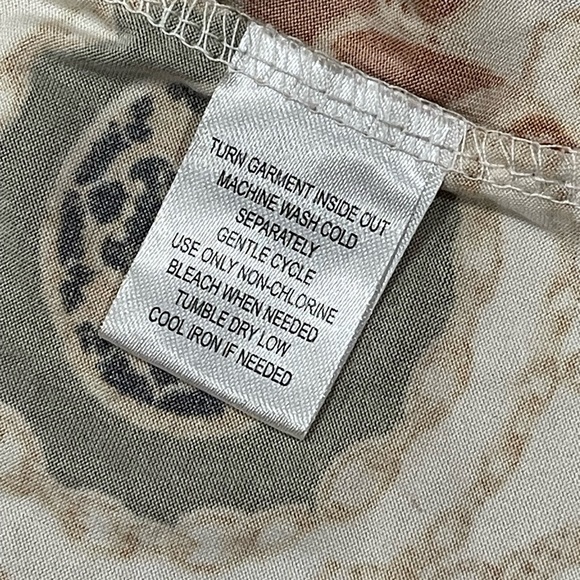 TURN GARMENT INSIDE OUT
MACHINE WASH COLD
SEPARATELY
GENTLE CYCLE
USE ONLY NON-CHLORINE
BLEACH WHEN NEEDED
TUMBLE DRY LOW
COOL IRON IF NEEDED